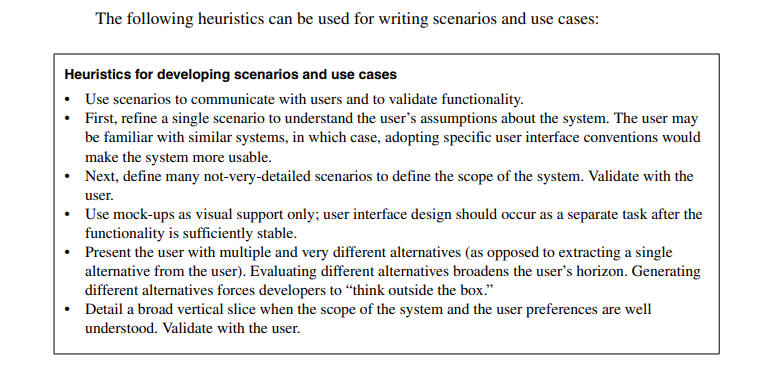 The following heuristics can be used for writing scenarios and use cases:
Heuristics for developing scenarios and use cases
• Use scenarios to communicate with users and to validate functionality.
• First, refine a single scenario to understand the user’s assumptions about the system. The user may
be familiar with similar systems, in which case, adopting specific user interface conventions would
make the system more usable.
• Next, define many not-very-detailed scenarios to define the scope of the system. Validate with the
user.
• Use mock-ups as visual support only; user interface design should occur as a separate task after the
functionality is sufficiently stable.
• Present the user with multiple and very different alternatives (as opposed to extracting a single
alternative from the user). Evaluating different alternatives broadens the user’s horizon. Generating
different alternatives forces developers to “think outside the box.”
• Detail a broad vertical slice when the scope of the system and the user preferences are well
understood. Validate with the user.